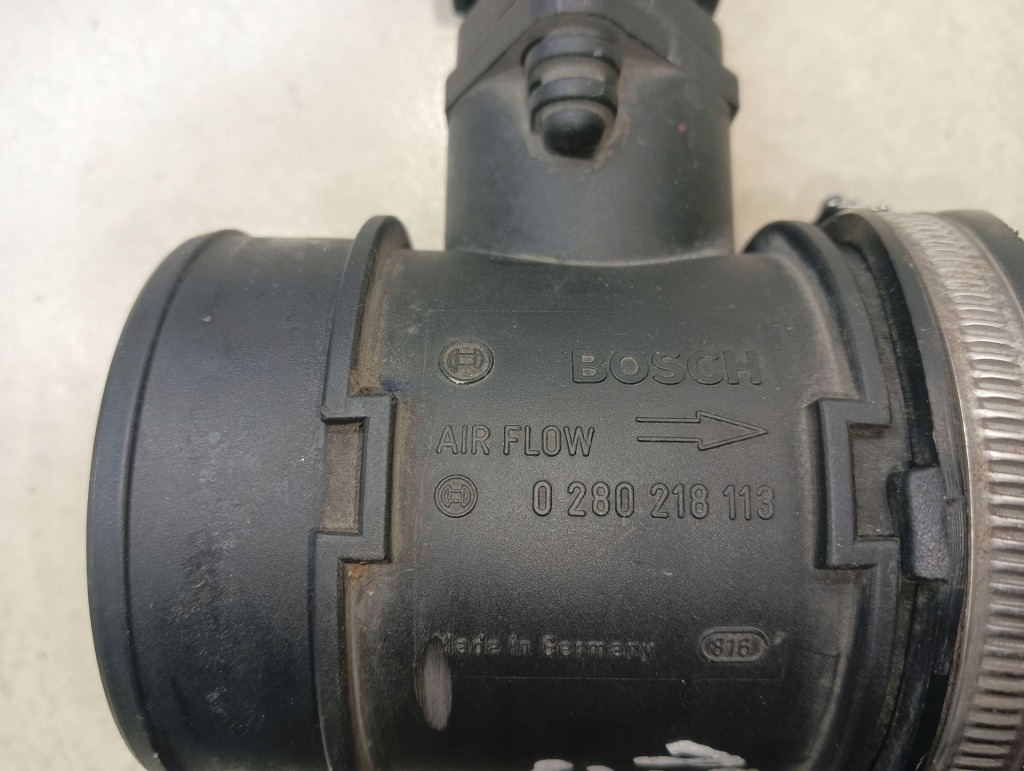 BOSCH
AIR FLOW
0 280 218 113
Made in Germany 816